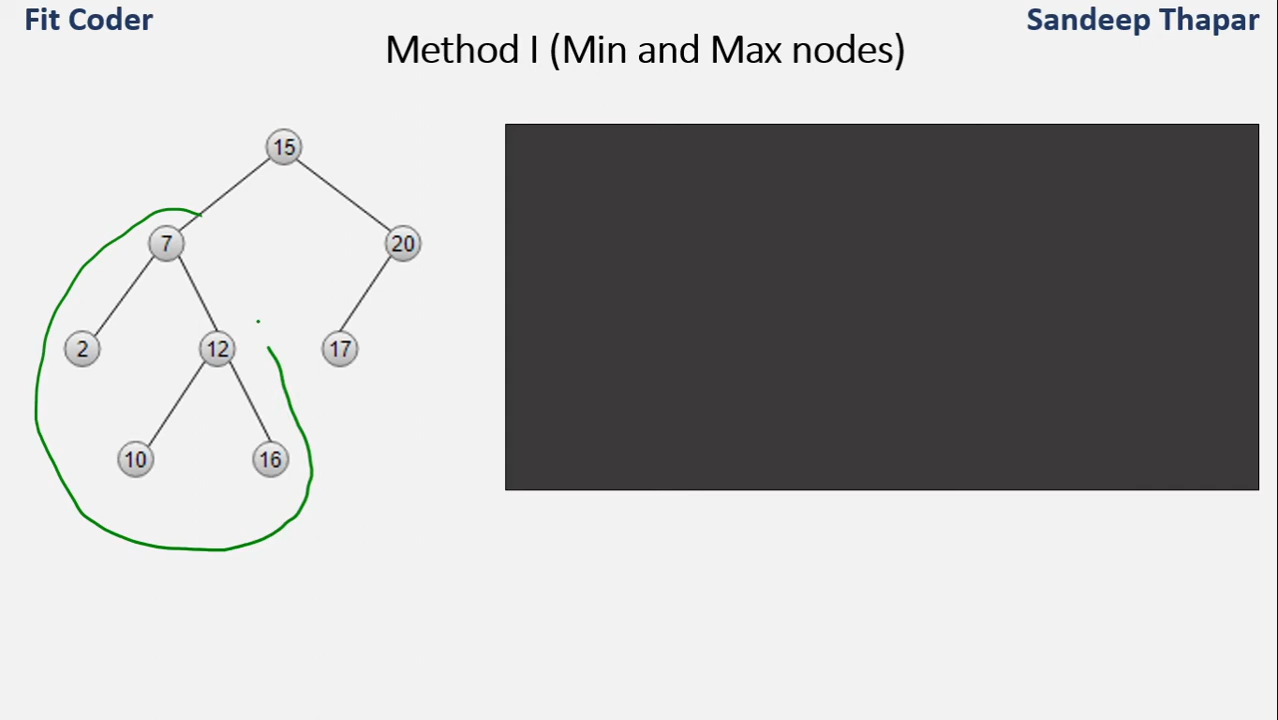 Fit Coder
Sandeep Thapar
Method I (Min and Max nodes)
15
7
20
2
12
17
10
16